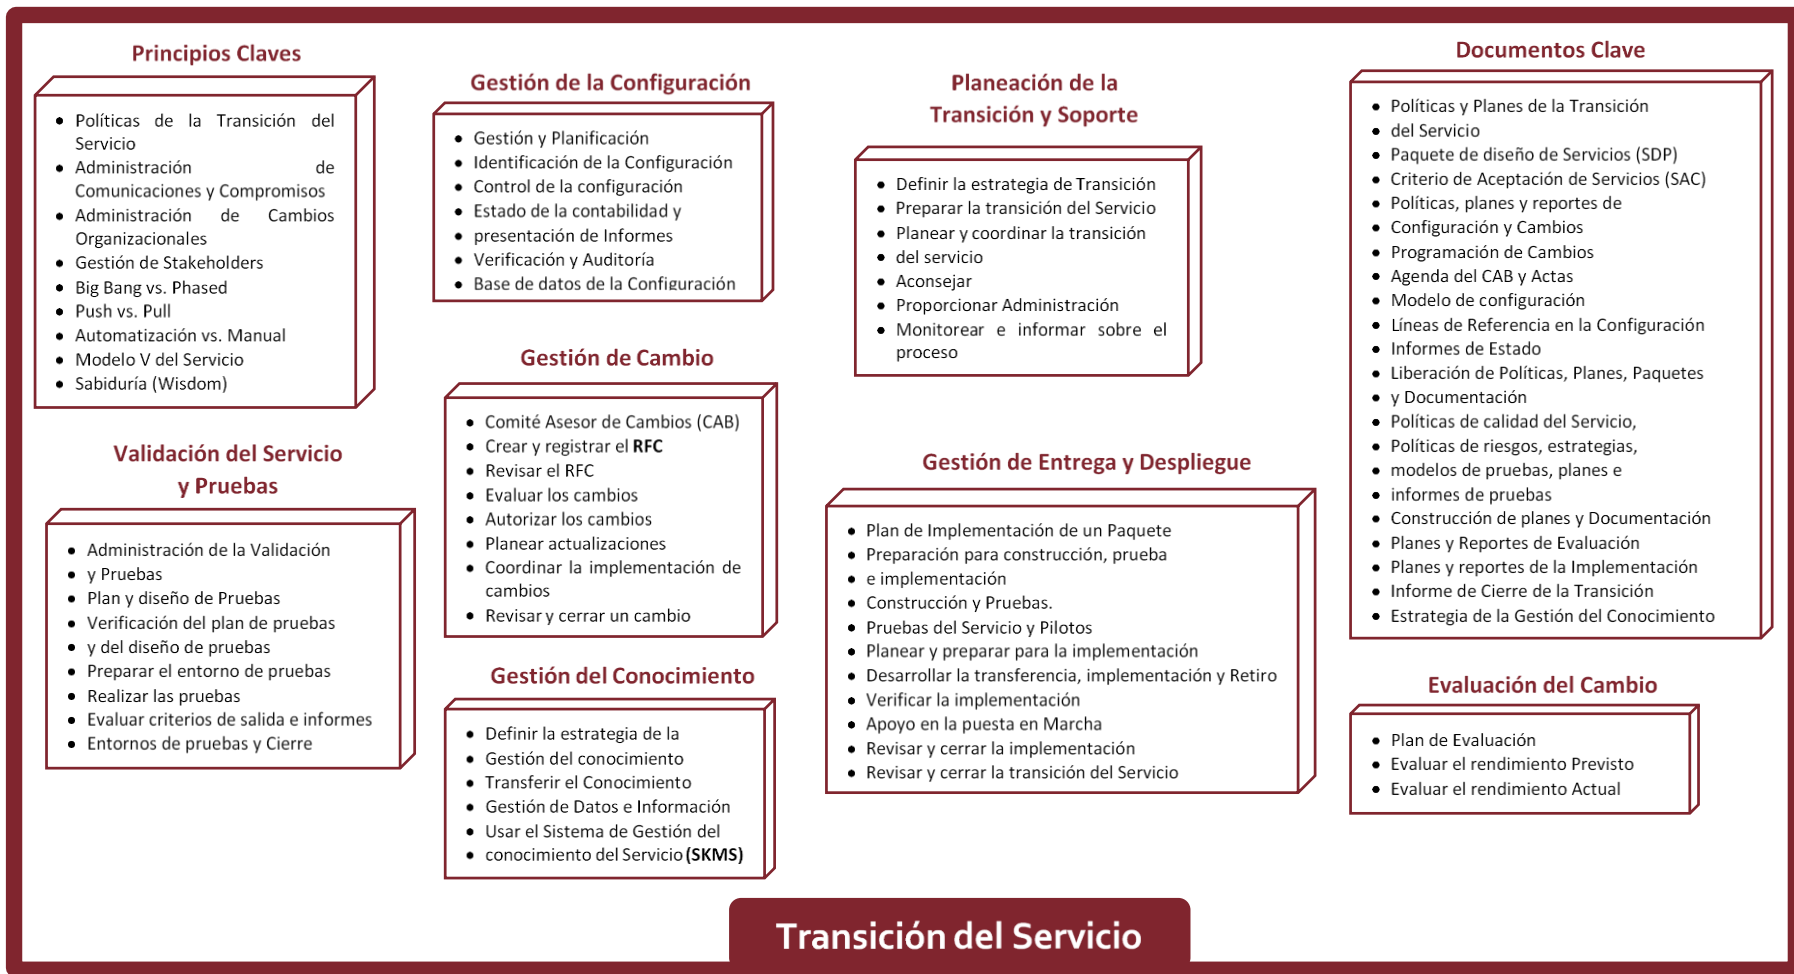 Principios Claves
• Políticas de la Transición del
Servicio
• Administración de
Comunicaciones y Compromisos
• Administración de Cambios
Organizacionales
• Gestión de Stakeholders
• Big Bang vs. Phased
• Push vs. Pull
• Automatización vs. Manual
• Modelo V del Servicio
• Sabiduría (Wisdom)
Validación del Servicio
y Pruebas
• Administración de la Validación
• y Pruebas
• Plan y diseño de Pruebas
• Verificación del plan de pruebas
• y del diseño de pruebas
• Preparar el entorno de pruebas
• Realizar las pruebas
• Evaluar criterios de salida e informes
• Entornos de pruebas y Cierre
Gestión de la Configuración
• Gestión y Planificación
• Identificación de la Configuración
• Control de la configuración
• Estado de la contabilidad y
• presentación de Informes
• Verificación y Auditoría
• Base de datos de la Configuración
Gestión de Cambio
• Comité Asesor de Cambios (CAB)
• Crear y registrar el RFC
• Revisar el RFC
• Evaluar los cambios
• Autorizar los cambios
• Planear actualizaciones
• Coordinar la implementación de
cambios
• Revisar y cerrar un cambio
Gestión del Conocimiento
• Definir la estrategia de la
• Gestión del conocimiento
• Transferir el Conocimiento
• Gestión de Datos e Información
• Usar el Sistema de Gestión del
• conocimiento del Servicio (SKMS)
Planeación de la
Transición y Soporte
• Definir la estrategia de Transición
• Preparar la transición del Servicio
• Planear y coordinar la transición
• del servicio
• Aconsejar
• Proporcionar Administración
• Monitorear e informar sobre el
proceso
Gestión de Entrega y Despliegue
• Plan de Implementación de un Paquete
• Preparación para construcción, prueba
• e implementación
• Construcción y Pruebas.
• Pruebas del Servicio y Pilotos
• Planear y preparar para la implementación
• Desarrollar la transferencia, implementación y Retiro
• Verificar la implementación
• Apoyo en la puesta en Marcha
• Revisar y cerrar la implementación
• Revisar y cerrar la transición del Servicio
Documentos Clave
• Políticas y Planes de la Transición
• del Servicio
• Paquete de diseño de Servicios (SDP)
• Criterio de Aceptación de Servicios (SAC)
• Políticas, planes y reportes de
• Configuración y Cambios
• Programación de Cambios
• Agenda del CAB y Actas
• Modelo de configuración
• Líneas de Referencia en la Configuración
• Informes de Estado
• Liberación de Políticas, Planes, Paquetes
• y Documentación
• Políticas de calidad del Servicio,
• Políticas de riesgos, estrategias,
• modelos de pruebas, planes e
• informes de pruebas
• Construcción de planes y Documentación
• Planes y Reportes de Evaluación
• Planes y reportes de la Implementación
• Informe de Cierre de la Transición
• Estrategia de la Gestión del Conocimiento
Evaluación del Cambio
• Plan de Evaluación
• Evaluar el rendimiento Previsto
• Evaluar el rendimiento Actual
Transición del Servicio